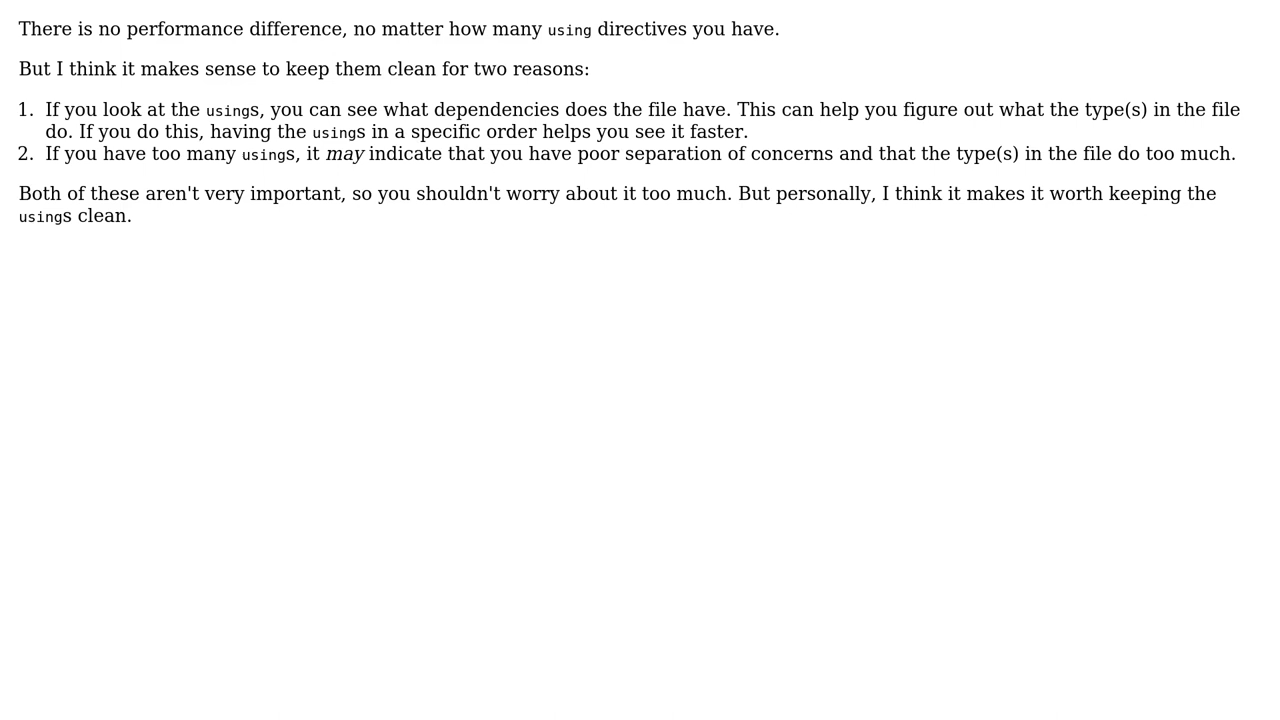 There is no performance difference, no matter how many using directives you have.
But I think it makes sense to keep them clean for two reasons:
1. If you look at the usings, you can see what dependencies does the file have. This can help you figure out what the type(s) in the file
do. If you do this, having the usings in a specific order helps you see it faster.
2. If you have too many usings, it may indicate that you have poor separation of concerns and that the type(s) in the file do too much.
Both of these aren't very important, so you shouldn't worry about it too much. But personally, I think it makes it worth keeping the
usings clean.